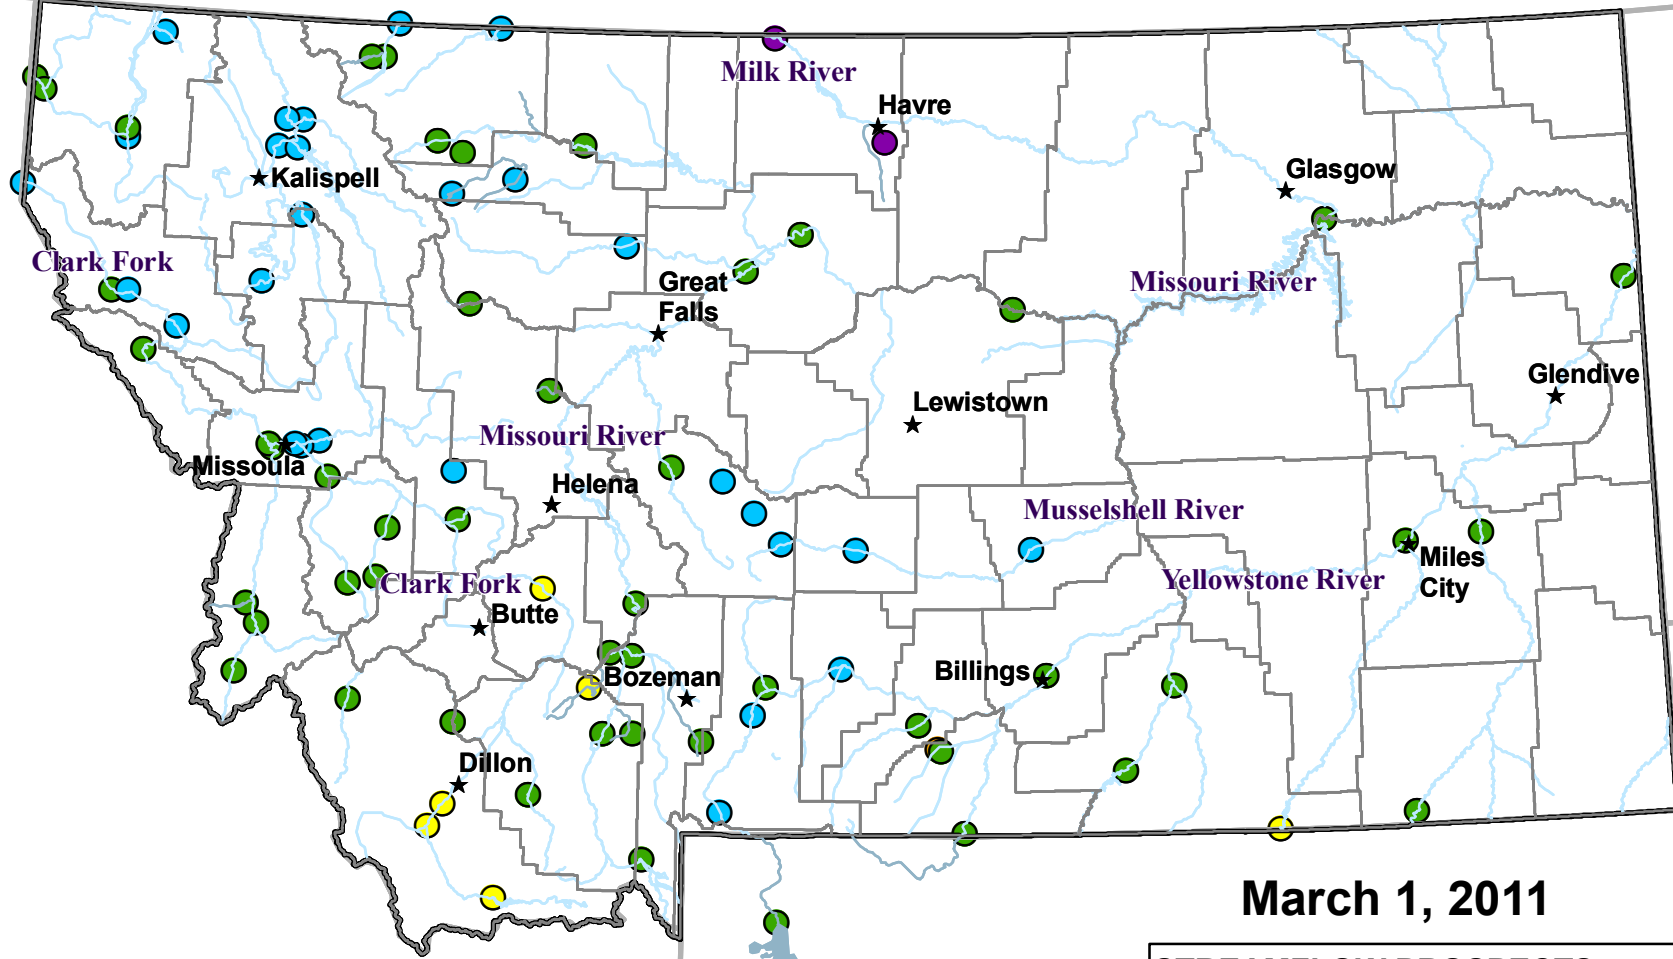 Milk River
Havre
Glasgow
Kalispell
Clark Fork
Great
Falls
Missouri River
Glendive
Lewistown
Missouri River
Missoula
Helena
Musselshell River
Miles
City
Clark Fork
Yellowstone River
Butte
Billings
Bozeman
Dillon
March 1, 2011